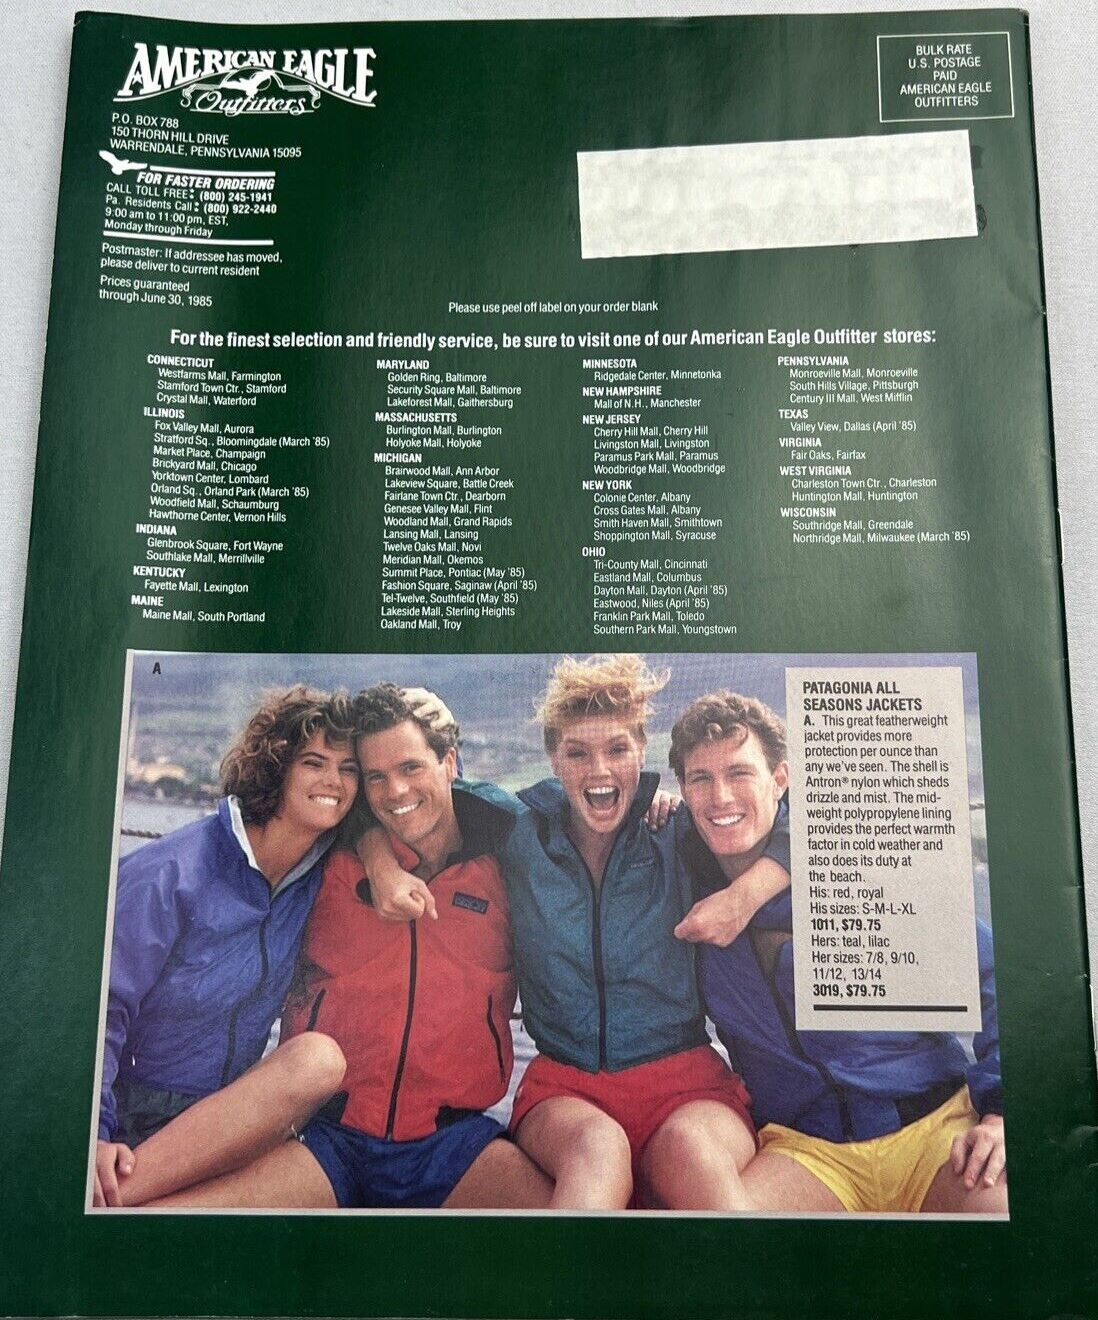 AMERICAN EAGLE
Outfitters
P.O. BOX 788
150 THORN HILL DRIVE
WARRENDALE, PENNSYLVANIA 15095
FOR FASTER ORDERING
CALL TOLL FREE: (800) 245-1941
Pa. Residents Call: (800) 922-2440
9:00 am to 11:00 pm, EST,
Monday through Friday
Postmaster: If addressee has moved,
please deliver to current resident
Prices guaranteed
through June 30, 1985
BULK RATE
U.S. POSTAGE
PAID
AMERICAN EAGLE
OUTFITTERS
Please use peel off label on your order blank
For the finest selection and friendly service, be sure to visit one of our American Eagle Outfitter stores:
CONNECTICUT
Westfarms Mall, Farmington
Stamford Town Ctr., Stamford
Crystal Mall, Waterford
ILLINOIS
Fox Valley Mall, Aurora
Stratford Sq., Bloomingdale (March '85)
Market Place, Champaign
Brickyard Mall, Chicago
Yorktown Center, Lombard
Orland Sq., Orland Park (March '85)
Woodfield Mall, Schaumburg
Hawthorne Center, Vernon Hills
INDIANA
Glenbrook Square, Fort Wayne
Southlake Mall, Merrillville
KENTUCKY
Fayette Mall, Lexington
MAINE
Maine Mall, South Portland
MARYLAND
Golden Ring, Baltimore
Security Square Mall, Baltimore
Lakeforest Mall, Gaithersburg
MASSACHUSETTS
Burlington Mall, Burlington
Holyoke Mall, Holyoke
MICHIGAN
Brairwood Mall, Ann Arbor
Lakeview Square, Battle Creek
Fairlane Town Ctr., Dearborn
Genesee Valley Mall, Flint
Woodland Mall, Grand Rapids
Lansing Mall, Lansing
Twelve Oaks Mall, Novi
Meridian Mall, Okemos
Summit Place, Pontiac (May '85)
Fashion Square, Saginaw (April '85)
Tel-Twelve, Southfield (May '85)
Lakeside Mall, Sterling Heights
Oakland Mall, Troy
MINNESOTA
Ridgedale Center, Minnetonka
NEW HAMPSHIRE
Mall of N.H., Manchester
NEW JERSEY
Cherry Hill Mall, Cherry Hill
Livingston Mall, Livingston
Paramus Park Mall, Paramus
Woodbridge Mall, Woodbridge
NEW YORK
Colonie Center, Albany
Cross Gates Mall, Albany
Smith Haven Mall, Smithtown
Shoppington Mall, Syracuse
OHIO
Tri-County Mall, Cincinnati
Eastland Mall, Columbus
Dayton Mall, Dayton (April '85)
Eastwood, Niles (April '85)
Franklin Park Mall, Toledo
Southern Park Mall, Youngstown
PENNSYLVANIA
Monroeville Mall, Monroeville
South Hills Village, Pittsburgh
Century III Mall, West Mifflin
TEXAS
Valley View, Dallas (April '85)
VIRGINIA
Fair Oaks, Fairfax
WEST VIRGINIA
Charleston Town Ctr., Charleston
Huntington Mall, Huntington
WISCONSIN
Southridge Mall, Greendale
Northridge Mall, Milwaukee (March '85)
A
PATAGONIA ALL
SEASONS JACKETS
A. This great featherweight
jacket provides more
protection per ounce than
any we've seen. The shell is
Antron® nylon which sheds
drizzle and mist. The mid-
weight polypropylene lining
provides the perfect warmth
factor in cold weather and
also does its duty at
the beach.
His: red, royal
His sizes: S-M-L-XL
1011, $79.75
Hers: teal, lilac
Her sizes: 7/8, 9/10,
11/12, 13/14
3019, $79.75